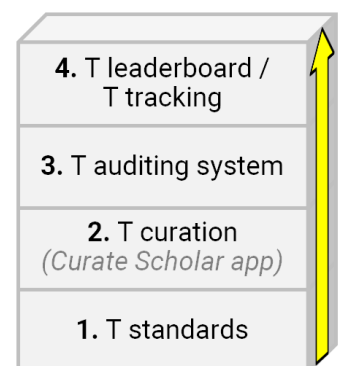 4. T leaderboard /
T tracking
3. T auditing system
2. T curation
(Curate Scholar app)
1. T standards